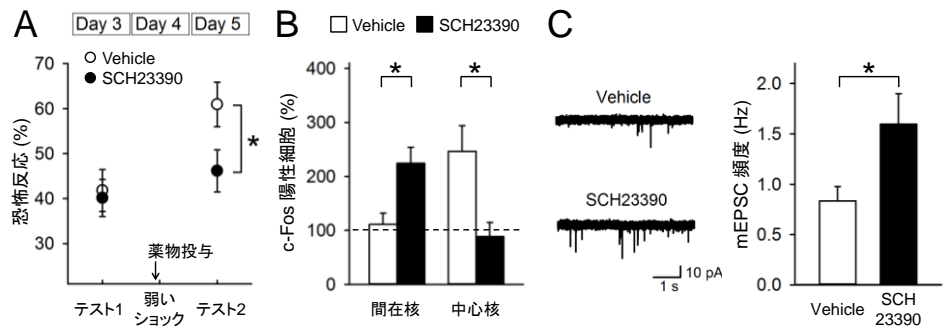 A
Day 3 Day 4 Day 5
Vehicle
SCH23390
恐怖反応 (%)
70
60
50
40
30
薬物投与
テスト1
弱い
ショック
テスト2
*
B
Vehicle SCH23390
c-Fos 陽性細胞 (%)
400
300
200
100
0
* *
間在核 中心核
C
Vehicle
SCH23390
10 pA
1 s
mEPSC 頻度 (Hz)
2.0
1.5
1.0
0.5
0.0
*
Vehicle
SCH
23390